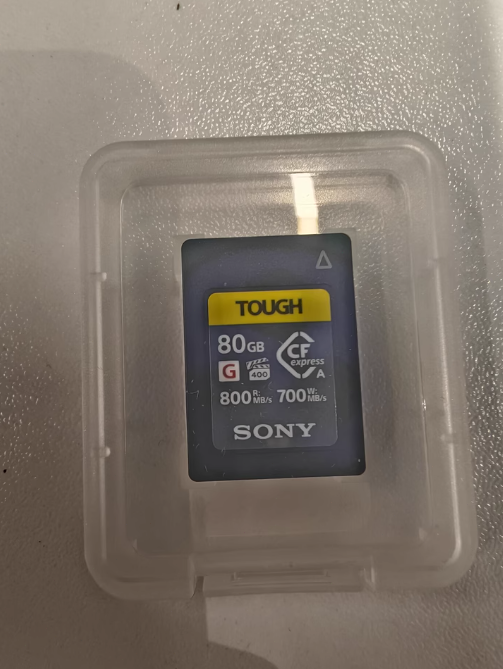 TOUGH
80GB
CF
express
A
G
400
800 R: MB/s 700 W: MB/s
SONY